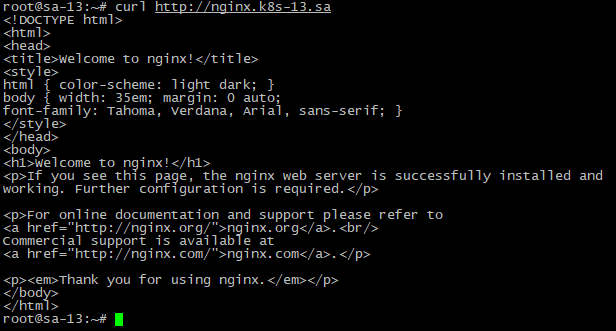 root@sa-13:~# curl http://nginx.k8s-13.sa
<!DOCTYPE html>
<html>
<head>
<title>Welcome to nginx!</title>
<style>
html { color-scheme: light dark; }
body { width: 35em; margin: 0 auto;
font-family: Tahoma, Verdana, Arial, sans-serif; }
</style>
</head>
<body>
<h1>Welcome to nginx!</h1>
<p>If you see this page, the nginx web server is successfully installed and
working. Further configuration is required.</p>

<p>For online documentation and support please refer to
<a href="http://nginx.org/">nginx.org</a>.<br/>
Commercial support is available at
<a href="http://nginx.com/">nginx.com</a>.</p>

<p><em>Thank you for using nginx.</em></p>
</body>
</html>
root@sa-13:~#